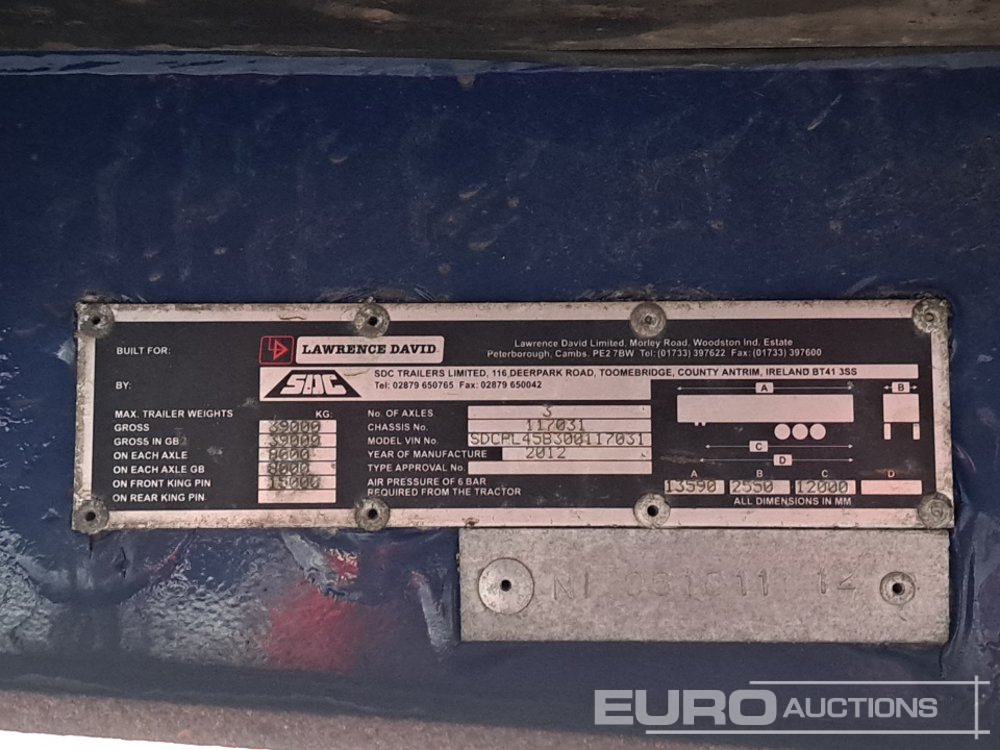 BUILT FOR: LD LAWRENCE DAVID
Lawrence David Limited, Morley Road, Woodston Ind. Estate
Peterborough, Cambs. PE2 7BW Tel: (01733) 397622 Fax: (01733) 397600
BY: SDC
SDC TRAILERS LIMITED, 116 DEERPARK ROAD, TOOMEBRIDGE, COUNTY ANTRIM, IRELAND BT41 3SS
Tel: 02879 650765 Fax: 02879 650042
MAX. TRAILER WEIGHTS KG:
GROSS 39000
GROSS IN GB 39000
ON EACH AXLE
ON EACH AXLE GB 8000
ON FRONT KING PIN
ON REAR KING PIN.
No. OF AXLES 3
CHASSIS No. 117031
MODEL VIN No. SDCPL45B300117031
YEAR OF MANUFACTURE 2012
TYPE APPROVAL No.
AIR PRESSURE OF 6 BAR
REQUIRED FROM THE TRACTOR
A B
C
D
A B C D
13590 2550 12000
ALL DIMENSIONS IN MM
14
EURO AUCTIONS